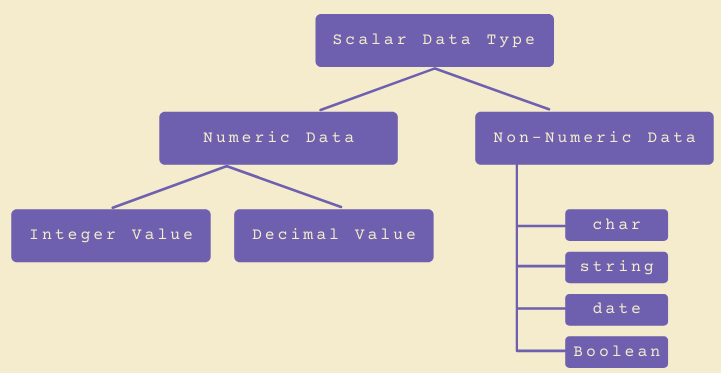 Scalar Data Type
Numeric Data
Non-Numeric Data
Integer Value
Decimal Value
char
string
date
Boolean